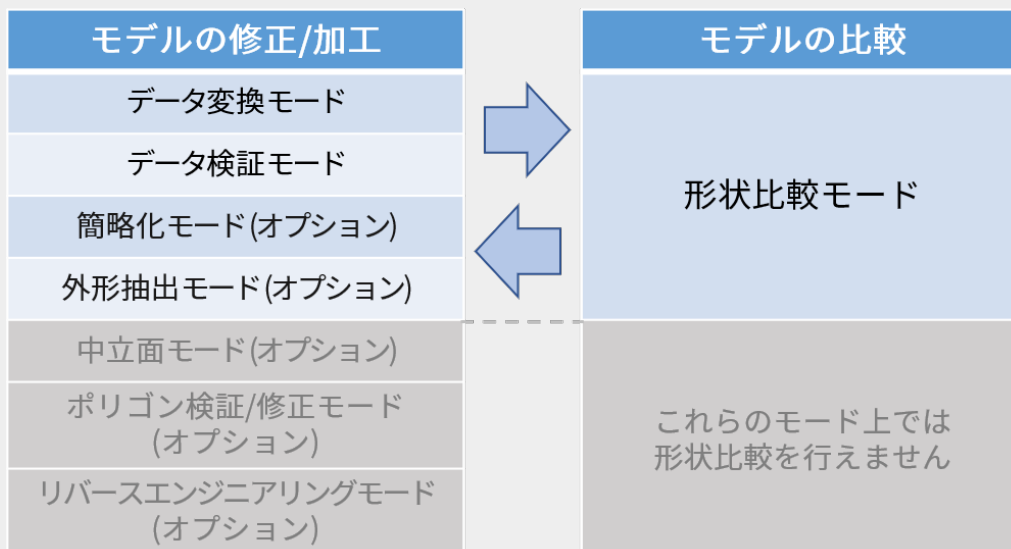 モデルの修正/加工
データ変換モード
データ検証モード
簡略化モード(オプション)
外形抽出モード(オプション)
中立面モード(オプション)
ポリゴン検証/修正モード
(オプション)
リバースエンジニアリングモード
(オプション)
モデルの比較
形状比較モード
これらのモード上では
形状比較を行えません